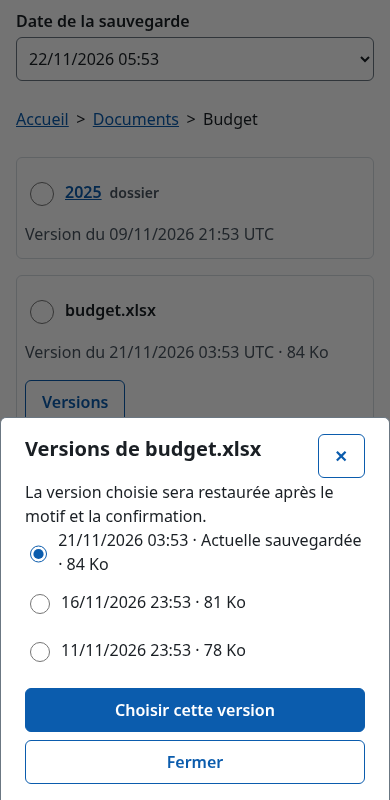 Date de la sauvegarde
22/11/2026 05:53
Accueil > Documents > Budget
2025 dossier
Version du 09/11/2026 21:53 UTC
budget.xlsx
Version du 21/11/2026 03:53 UTC · 84 Ko
Versions
Versions de budget.xlsx
×
La version choisie sera restaurée après le
motif et la confirmation.
21/11/2026 03:53 · Actuelle sauvegardée
· 84 Ko
16/11/2026 23:53 · 81 Ko
11/11/2026 23:53 · 78 Ko
Choisir cette version
Fermer